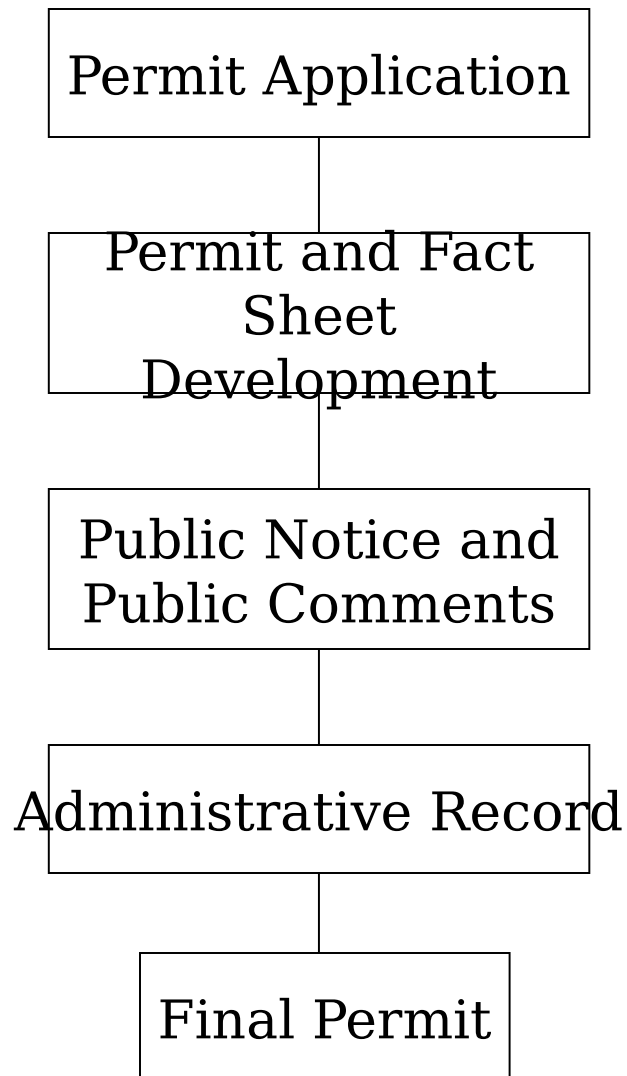 Permit Application
Permit and Fact
Sheet
Development
Public Notice and
Public Comments
Administrative Record
Final Permit